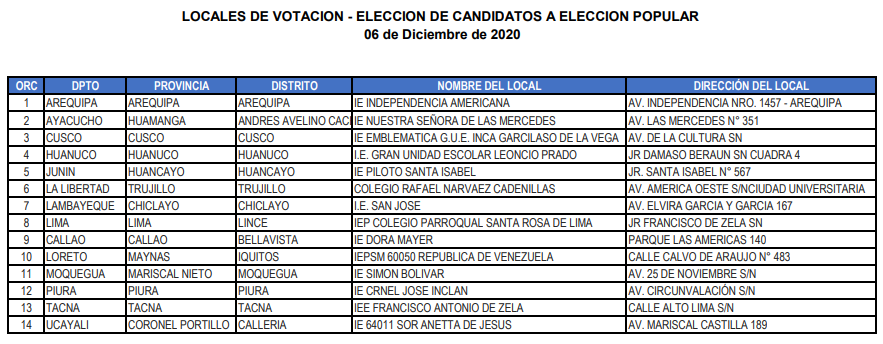 LOCALES DE VOTACION - ELECCION DE CANDIDATOS A ELECCION POPULAR
06 de Diciembre de 2020
ORC DPTO PROVINCIA DISTRITO NOMBRE DEL LOCAL DIRECCIÓN DEL LOCAL
1 AREQUIPA AREQUIPA AREQUIPA IE INDEPENDENCIA AMERICANA AV. INDEPENDENCIA NRO. 1457 - AREQUIPA
2 AYACUCHO HUAMANGA ANDRES AVELINO CAC IE NUESTRA SEÑORA DE LAS MERCEDES AV. LAS MERCEDES N° 351
3 CUSCO CUSCO CUSCO IE EMBLEMATICA G.U.E. INCA GARCILASO DE LA VEGA AV. DE LA CULTURA SN
4 HUANUCO HUANUCO HUANUCO I.E. GRAN UNIDAD ESCOLAR LEONCIO PRADO JR DAMASO BERAUN SN CUADRA 4
5 JUNIN HUANCAYO HUANCAYO IE PILOTO SANTA ISABEL JR. SANTA ISABEL N° 567
6 LA LIBERTAD TRUJILLO TRUJILLO COLEGIO RAFAEL NARVAEZ CADENILLAS AV. AMERICA OESTE S/NCIUDAD UNIVERSITARIA
7 LAMBAYEQUE CHICLAYO CHICLAYO I.E. SAN JOSE AV. ELVIRA GARCIA Y GARCIA 167
8 LIMA LIMA LINCE IEP COLEGIO PARROQUAL SANTA ROSA DE LIMA JR FRANCISCO DE ZELA SN
9 CALLAO CALLAO BELLAVISTA IE DORA MAYER PARQUE LAS AMERICAS 140
10 LORETO MAYNAS IQUITOS IEPSM 60050 REPUBLICA DE VENEZUELA CALLE CALVO DE ARAUJO N° 483
11 MOQUEGUA MARISCAL NIETO MOQUEGUA IE SIMON BOLIVAR AV. 25 DE NOVIEMBRE S/N
12 PIURA PIURA PIURA IE CRNEL JOSE INCLAN AV. CIRCUNVALACIÓN S/N
13 TACNA TACNA TACNA IEE FRANCISCO ANTONIO DE ZELA CALLE ALTO LIMA S/N
14 UCAYALI CORONEL PORTILLO CALLERIA IE 64011 SOR ANETTA DE JESUS AV. MARISCAL CASTILLA 189